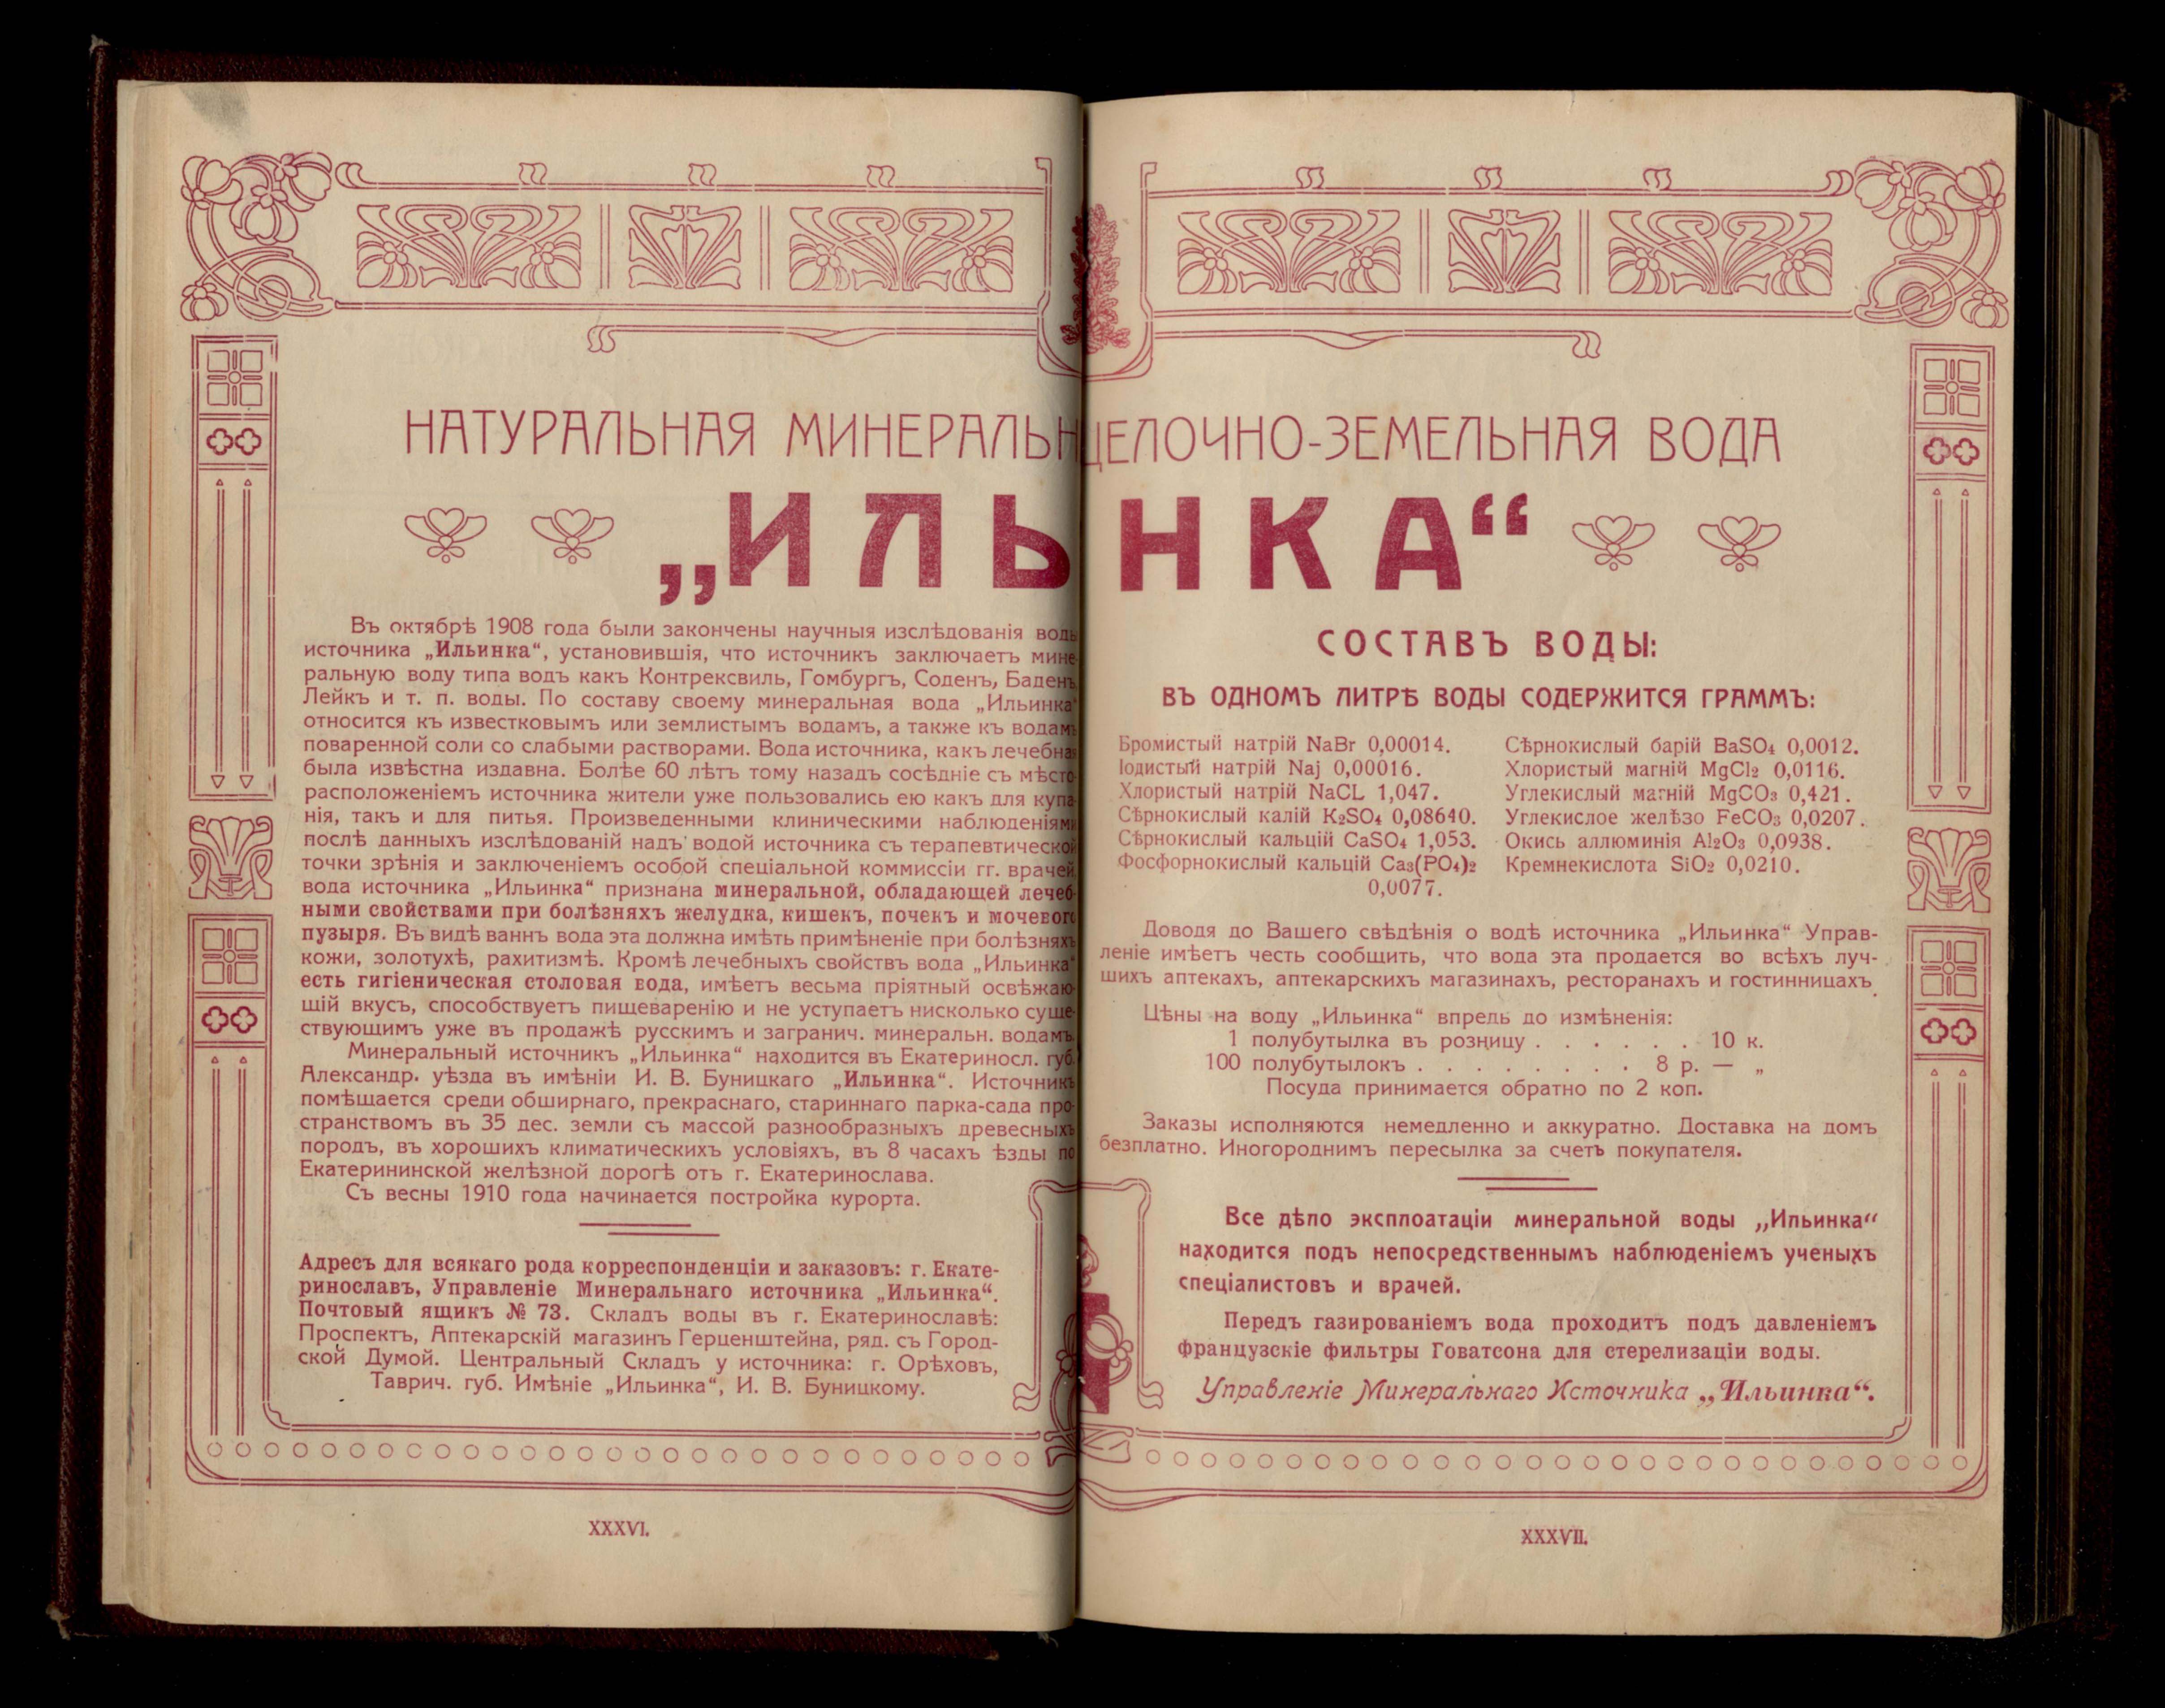 НАТУРАЛЬНАЯ МИНЕРАЛЬН
„ИЛЬ
Въ октябрѣ 1908 года были закончены научныя изслѣдованія воды
источника „Ильинка“, установившія, что источникъ заключаетъ мине-
ральную воду типа водъ какъ Контрексвиль, Гомбургъ, Соденъ, Баденъ,
Лейкъ и т. п. воды. По составу своему минеральная вода „Ильинка“
относится къ известковымъ или землистымъ водамъ, а также къ водамъ
поваренной соли со слабыми растворами. Вода источника, какъ лечебная
была извѣстна издавна. Болѣе 60 лѣтъ тому назадъ сосѣдніе съ мѣсто-
расположеніемъ источника жители уже пользовались ею какъ для купа-
нія, такъ и для питья. Произведенными клиническими наблюденіями
послѣ данныхъ изслѣдованій надъ водой источника съ терапевтической
точки зрѣнія и заключеніемъ особой спеціальной коммиссіи гг. врачей,
вода источника „Ильинка“ признана минеральной, обладающей лечеб-
ными свойствами при болѣзняхъ желудка, кишекъ, почекъ и мочевого
пузыря. Въ видѣ ваннъ вода эта должна имѣть примѣненіе при болѣзняхъ
кожи, золотухѣ, рахитизмѣ. Кромѣ лечебныхъ свойствъ вода „Ильинка“
есть гигіеническая столовая вода, имѣетъ весьма пріятный освѣжаю-
щій вкусъ, способствуетъ пищеваренію и не уступаетъ нисколько суще-
ствующимъ уже въ продажѣ русскимъ и загранич. минеральн. водамъ.
Минеральный источникъ „Ильинка“ находится въ Екатериносл. губ.
Александр. уѣзда въ имѣніи И. В. Буницкаго „Ильинка“. Источникъ
помѣщается среди обширнаго, прекраснаго, стариннаго парка-сада про-
странствомъ въ 35 дес. земли съ массой разнообразныхъ древесныхъ
породъ, въ хорошихъ климатическихъ условіяхъ, въ 8 часахъ ѣзды по
Екатерининской желѣзной дорогѣ отъ г. Екатеринослава.
Съ весны 1910 года начинается постройка курорта.
Адресъ для всякаго рода корреспонденціи и заказовъ: г. Екате-
ринославъ, Управленіе Минеральнаго источника „Ильинка“.
Почтовый ящикъ № 73. Складъ воды въ г. Екатеринославѣ:
Проспектъ, Аптекарскій магазинъ Герценштейна, ряд. съ Город-
ской Думой. Центральный Складъ у источника: г. Орѣховъ,
Таврич. губ. Имѣніе „Ильинка“, И. В. Буницкому.
XXXVI.
ЩЕЛОЧНО-ЗЕМЕЛЬНАЯ ВОДА
НКА“
СОСТАВЪ ВОДЫ:
ВЪ ОДНОМЪ ЛИТРѢ ВОДЫ СОДЕРЖИТСЯ ГРАММЪ:
Бромистый натрій NaBr 0,00014.
Іодистый натрій Naj 0,00016.
Хлористый натрій NaCL 1,047.
Сѣрнокислый калій K₂SO₄ 0,08640.
Сѣрнокислый кальцій CaSO₄ 1,053.
Фосфорнокислый кальцій Ca₃(PO₄)₂
0,0077.
Сѣрнокислый барій BaSO₄ 0,0012.
Хлористый магній MgCl₂ 0,0116.
Углекислый магній MgCO₃ 0,421.
Углекислое желѣзо FeCO₃ 0,0207.
Окись аллюминія Al₂O₃ 0,0938.
Кремнекислота SiO₂ 0,0210.
Доводя до Вашего свѣдѣнія о водѣ источника „Ильинка“ Управ-
леніе имѣетъ честь сообщить, что вода эта продается во всѣхъ луч-
шихъ аптекахъ, аптекарскихъ магазинахъ, ресторанахъ и гостинницахъ.
Цѣны на воду „Ильинка“ впредь до измѣненія:
1 полубутылка въ розницу . . . . . . 10 к.
100 полубутылокъ . . . . . . . . 8 р. — „
Посуда принимается обратно по 2 коп.
Заказы исполняются немедленно и аккуратно. Доставка на домъ
безплатно. Иногороднимъ пересылка за счетъ покупателя.
Все дѣло эксплоатаціи минеральной воды „Ильинка“
находится подъ непосредственнымъ наблюденіемъ ученыхъ
спеціалистовъ и врачей.
Передъ газированіемъ вода проходитъ подъ давленіемъ
французскіе фильтры Говатсона для стерелизаціи воды.
Управленіе Минеральнаго Источника „Ильинка“.
XXXVII.